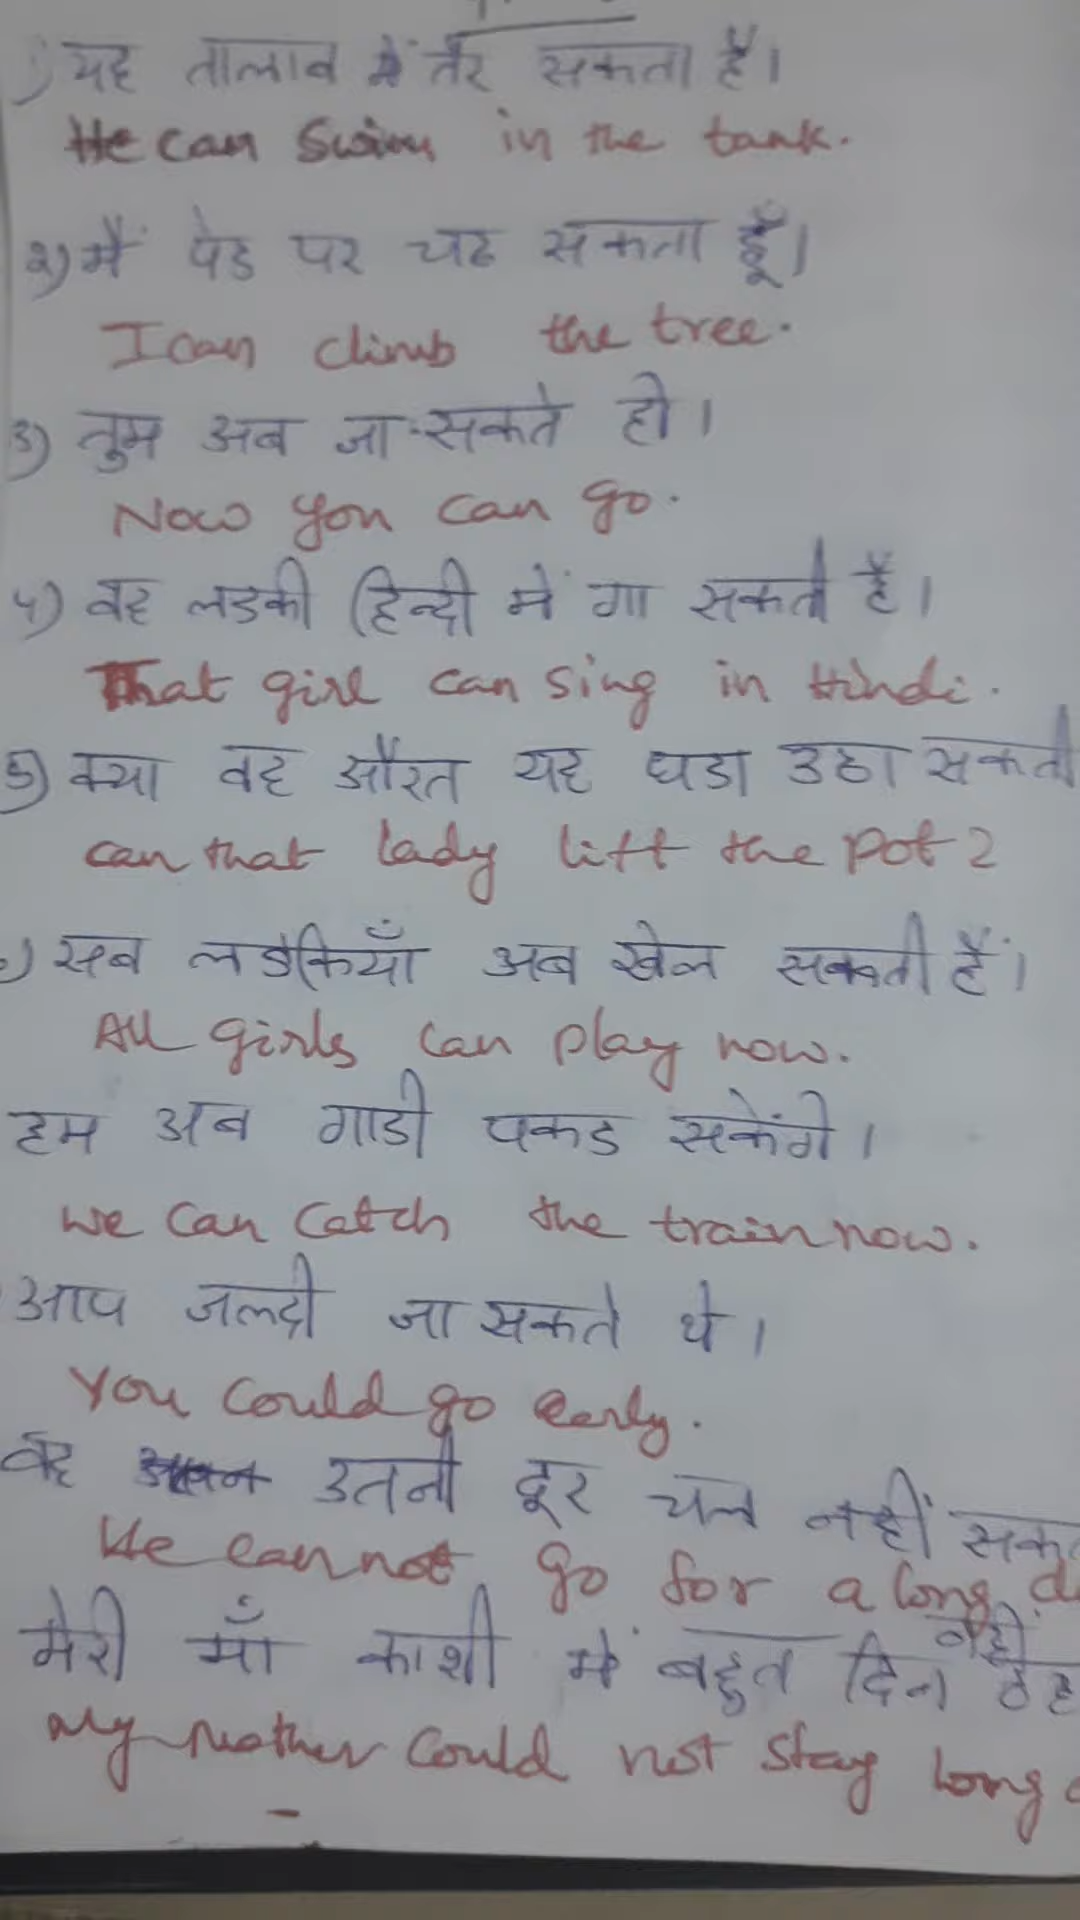 1) यह तालाब में तैर सकता है।
He can swim in the tank.
2) मैं पेड पर चढ सकता हूँ।
I can climb the tree.
3) तुम अब जा सकते हो।
Now you can go.
4) वह लडकी हिन्दी में गा सकती है।
That girl can sing in Hindi.
5) क्या वह औरत यह घडा उठा सकती
can that lady lift the pot?
सब लडकियाँ अब खेल सकती हैं।
All girls can play now.
हम अब गाडी पकड सकेंगे।
we can catch the train now.
आप जल्दी जा सकते थे।
You could go early.
वह उतनी दूर चल नहीं
He cannot go for a long
नहीं
मेरी माँ काशी में बहुत दिन
My mother could not stay long